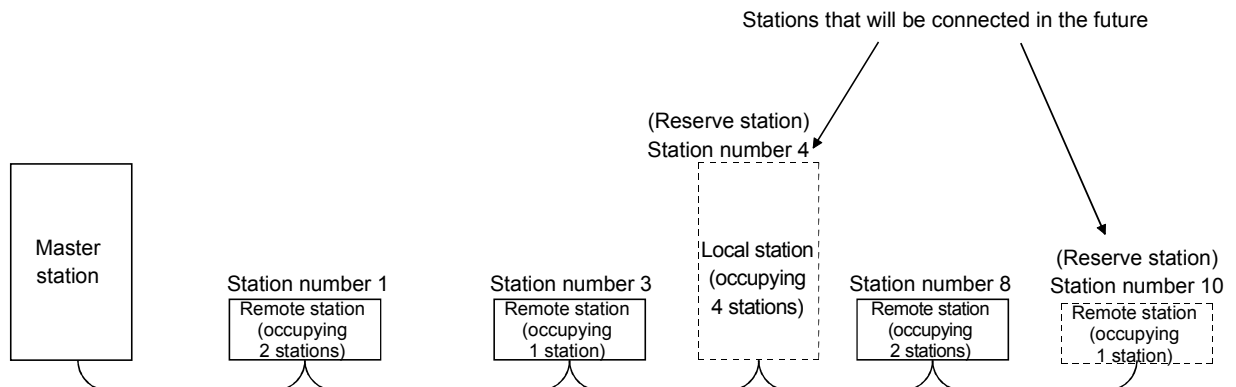 Stations that will be connected in the future
(Reserve station)
Station number 4
Master
station
Station number 1
Remote station
(occupying
2 stations)
Station number 3
Remote station
(occupying
1 station)
Local station
(occupying
4 stations)
Station number 8
Remote station
(occupying
2 stations)
(Reserve station)
Station number 10
Remote station
(occupying
1 station)